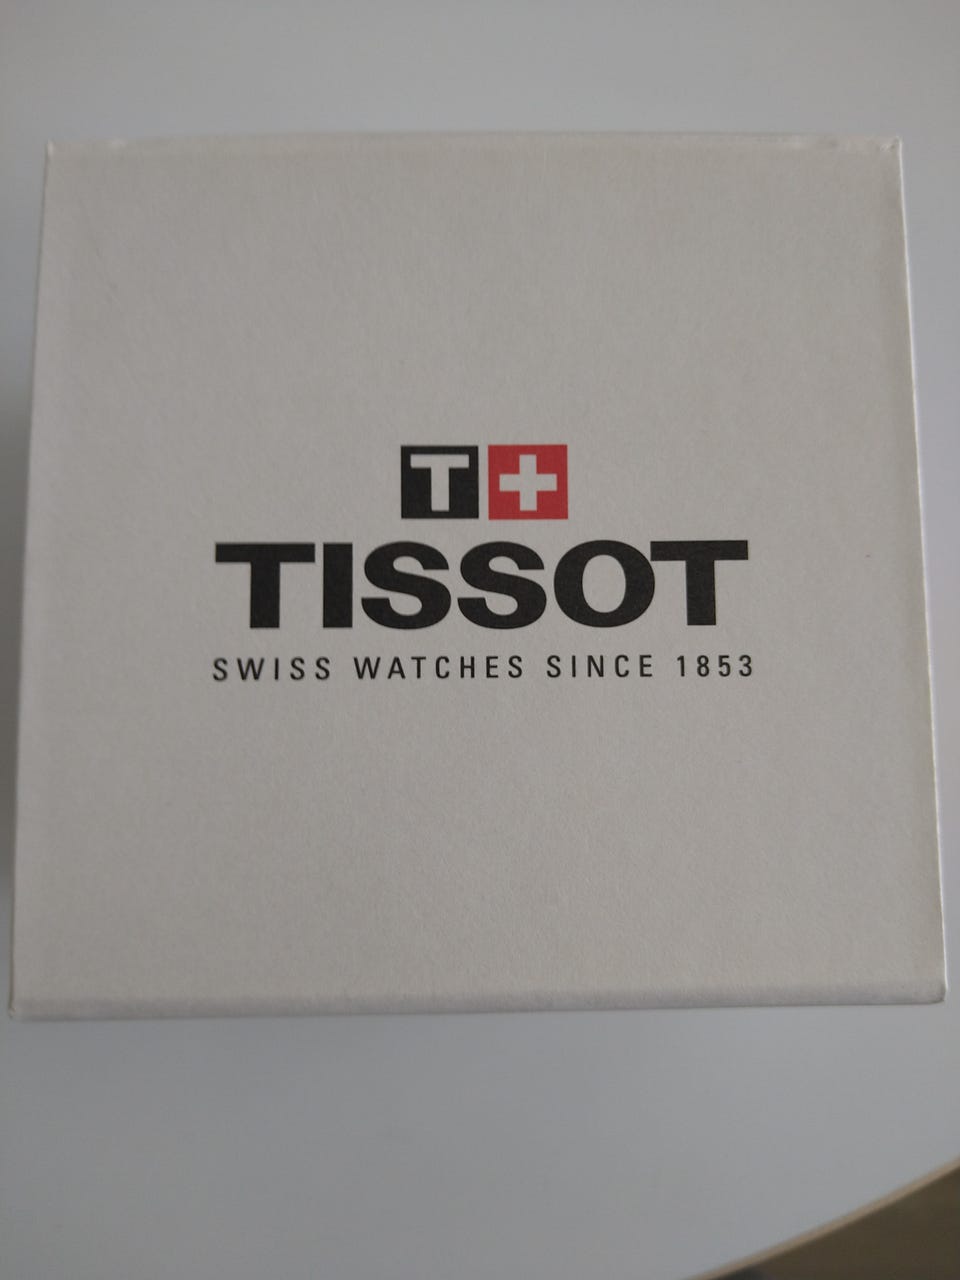 T+
TISSOT
SWISS WATCHES SINCE 1853